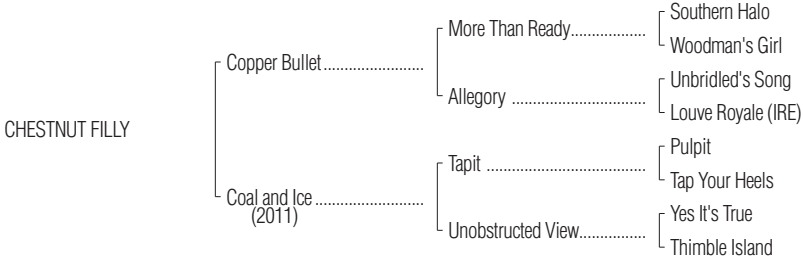 Southern Halo
More Than Ready..................
Woodman's Girl
Copper Bullet........................
Unbridled's Song
Allegory ................................
Louve Royale (IRE)
CHESTNUT FILLY
Pulpit
Tapit ......................................
Tap Your Heels
Coal and Ice ..........................
(2011)
Yes It's True
Unobstructed View................
Thimble Island